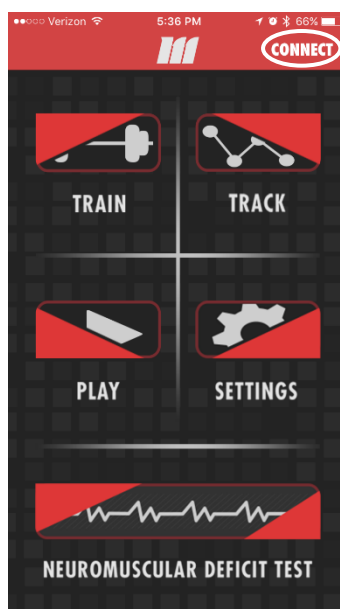 Verizon 5:36 PM 66%
CONNECT
TRAIN TRACK
PLAY SETTINGS
NEUROMUSCULAR DEFICIT TEST